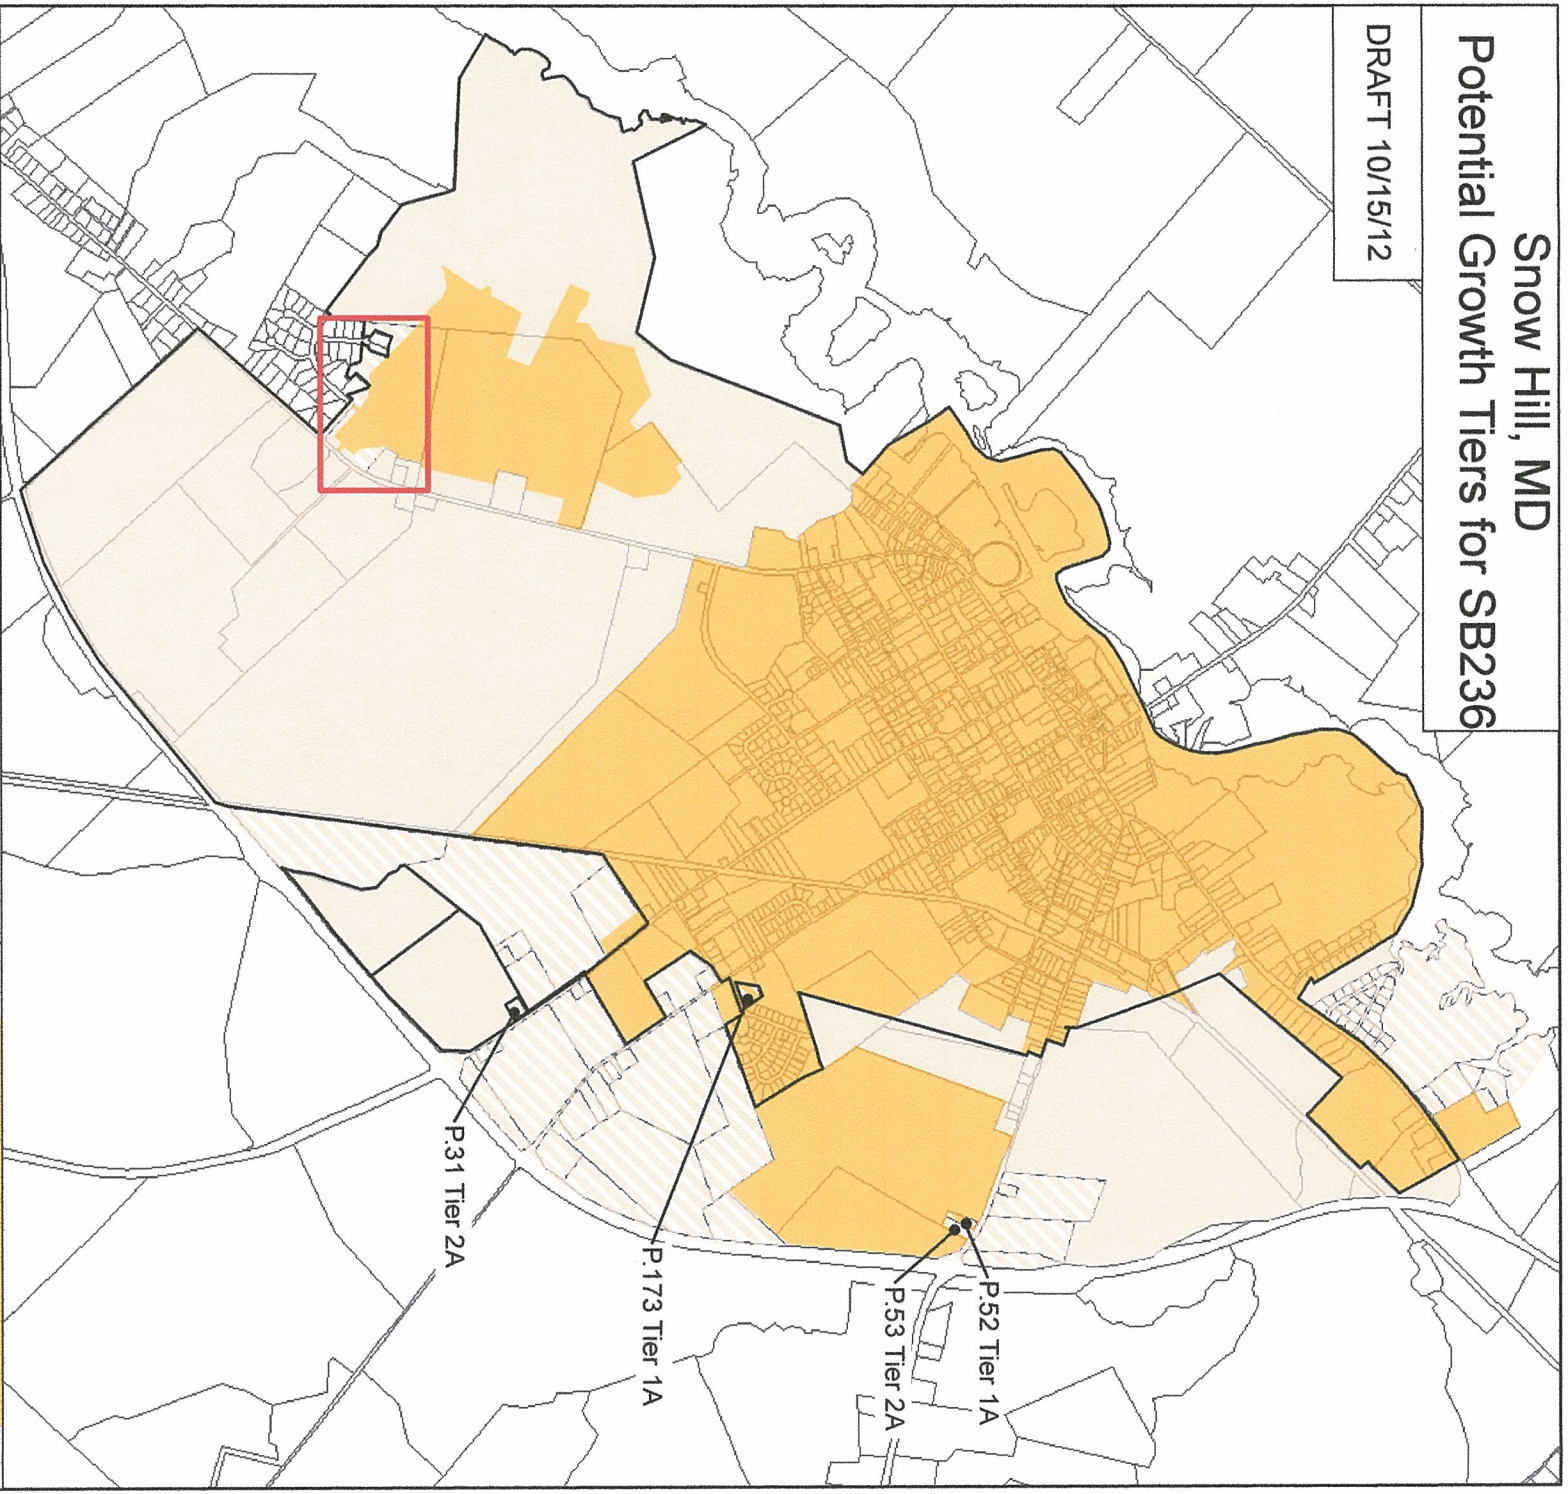 Snow Hill, MD
Potential Growth Tiers for SB236
DRAFT 10/15/12
P.52 Tier 1A
P.53 Tier 2A
P.173 Tier 1A
P.31 Tier 2A